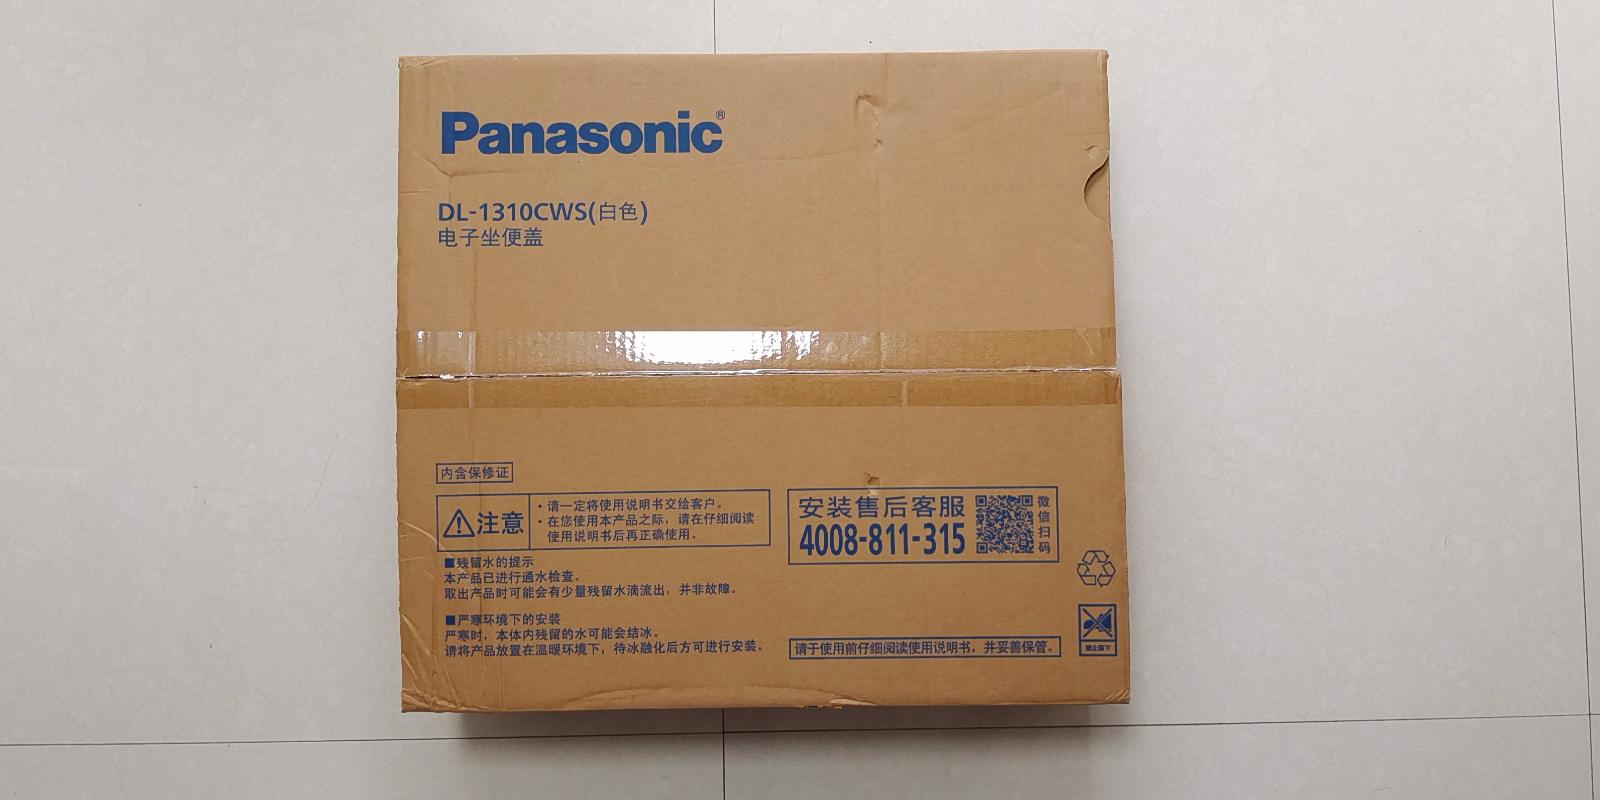 Panasonic®
DL-1310CWS(白色)
电子坐便盖
内含保修证
注意
・请一定将使用说明书交给客户。
・在您使用本产品之际，请在仔细阅读
使用说明书后再正确使用。
■残留水的提示
本产品已进行通水检查。
取出产品时可能会有少量残留水滴流出，并非故障。
■严寒环境下的安装
严寒时，本体内残留的水可能会结冰。
请将产品放置在温暖环境下，待冰融化后方可进行安装。
安装售后客服
4008-811-315
微信扫码
请于使用前仔细阅读使用说明书，并妥善保管。